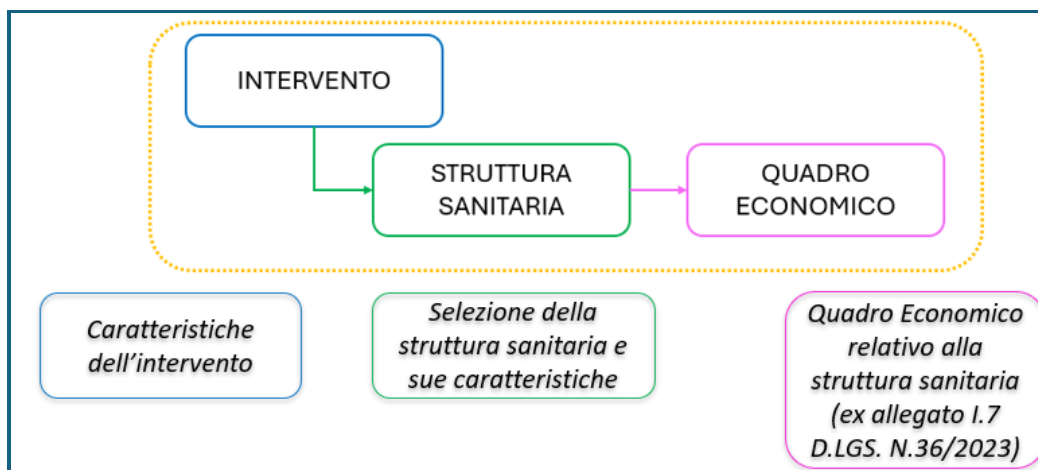 INTERVENTO
STRUTTURA
SANITARIA
QUADRO
ECONOMICO
Caratteristiche
dell’intervento
Selezione della
struttura sanitaria e
sue caratteristiche
Quadro Economico
relativo alla
struttura sanitaria
(ex allegato I.7
D.LGS. N.36/2023)